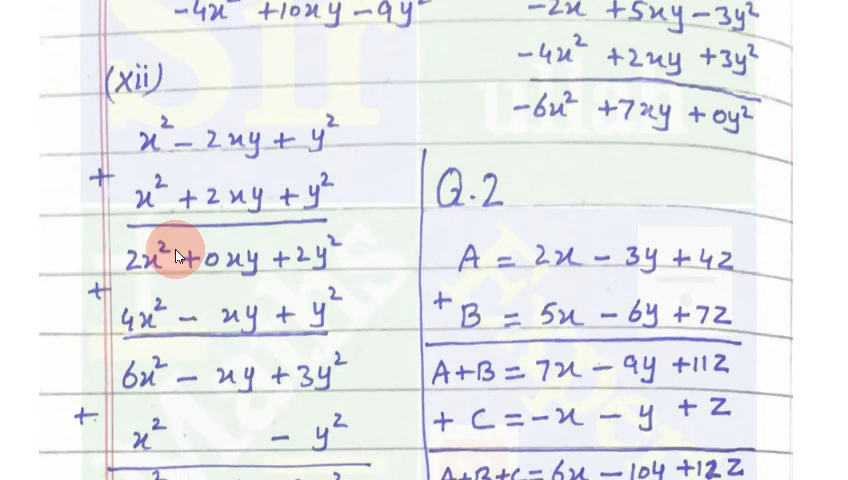 -4x² +10xy -9y²
(xii)
x² - 2xy + y²
+ x² + 2xy + y²
2x² +0xy +2y²
+ 4x² - xy + y²
6x² - xy +3y²
+ x² - y²
-2x² +5xy -3y²
-4x² +2xy +3y²
-6x² +7xy +0y²
Q.2
A = 2x - 3y +4z
+ B = 5x - 6y +7z
A+B = 7x - 9y +11z
+ C = -x - y + z
A+B+C = 6x -10y +12z